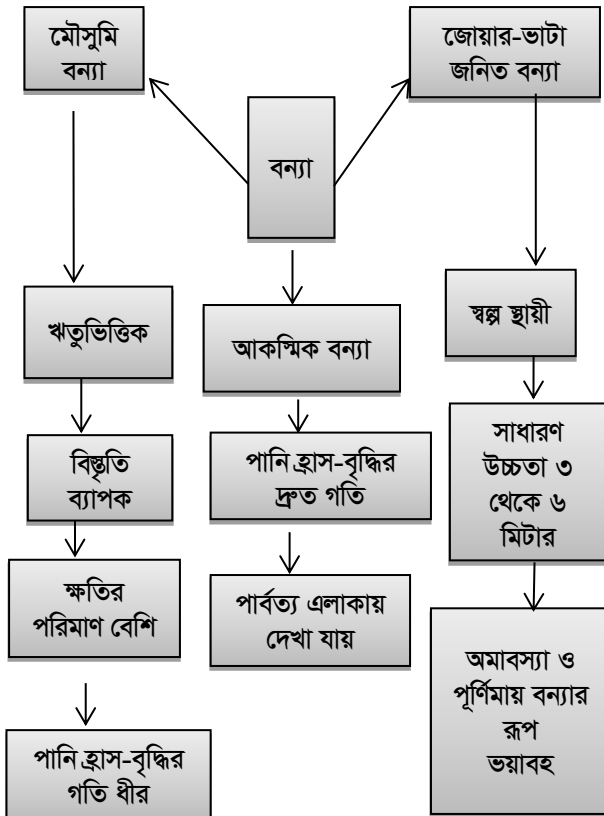 মৌসুমি
বন্যা
জোয়ার-ভাটা
জনিত বন্যা
বন্যা
ঋতুভিত্তিক
আকস্মিক বন্যা
স্বল্প স্থায়ী
বিস্তৃতি
ব্যাপক
পানি হ্রাস-বৃদ্ধির
দ্রুত গতি
সাধারণ
উচ্চতা ৩
থেকে ৬
মিটার
ক্ষতির
পরিমাণ বেশি
পার্বত্য এলাকায়
দেখা যায়
অমাবস্যা ও
পূর্ণিমায় বন্যার
রূপ
ভয়াবহ
পানি হ্রাস-বৃদ্ধির
গতি ধীর